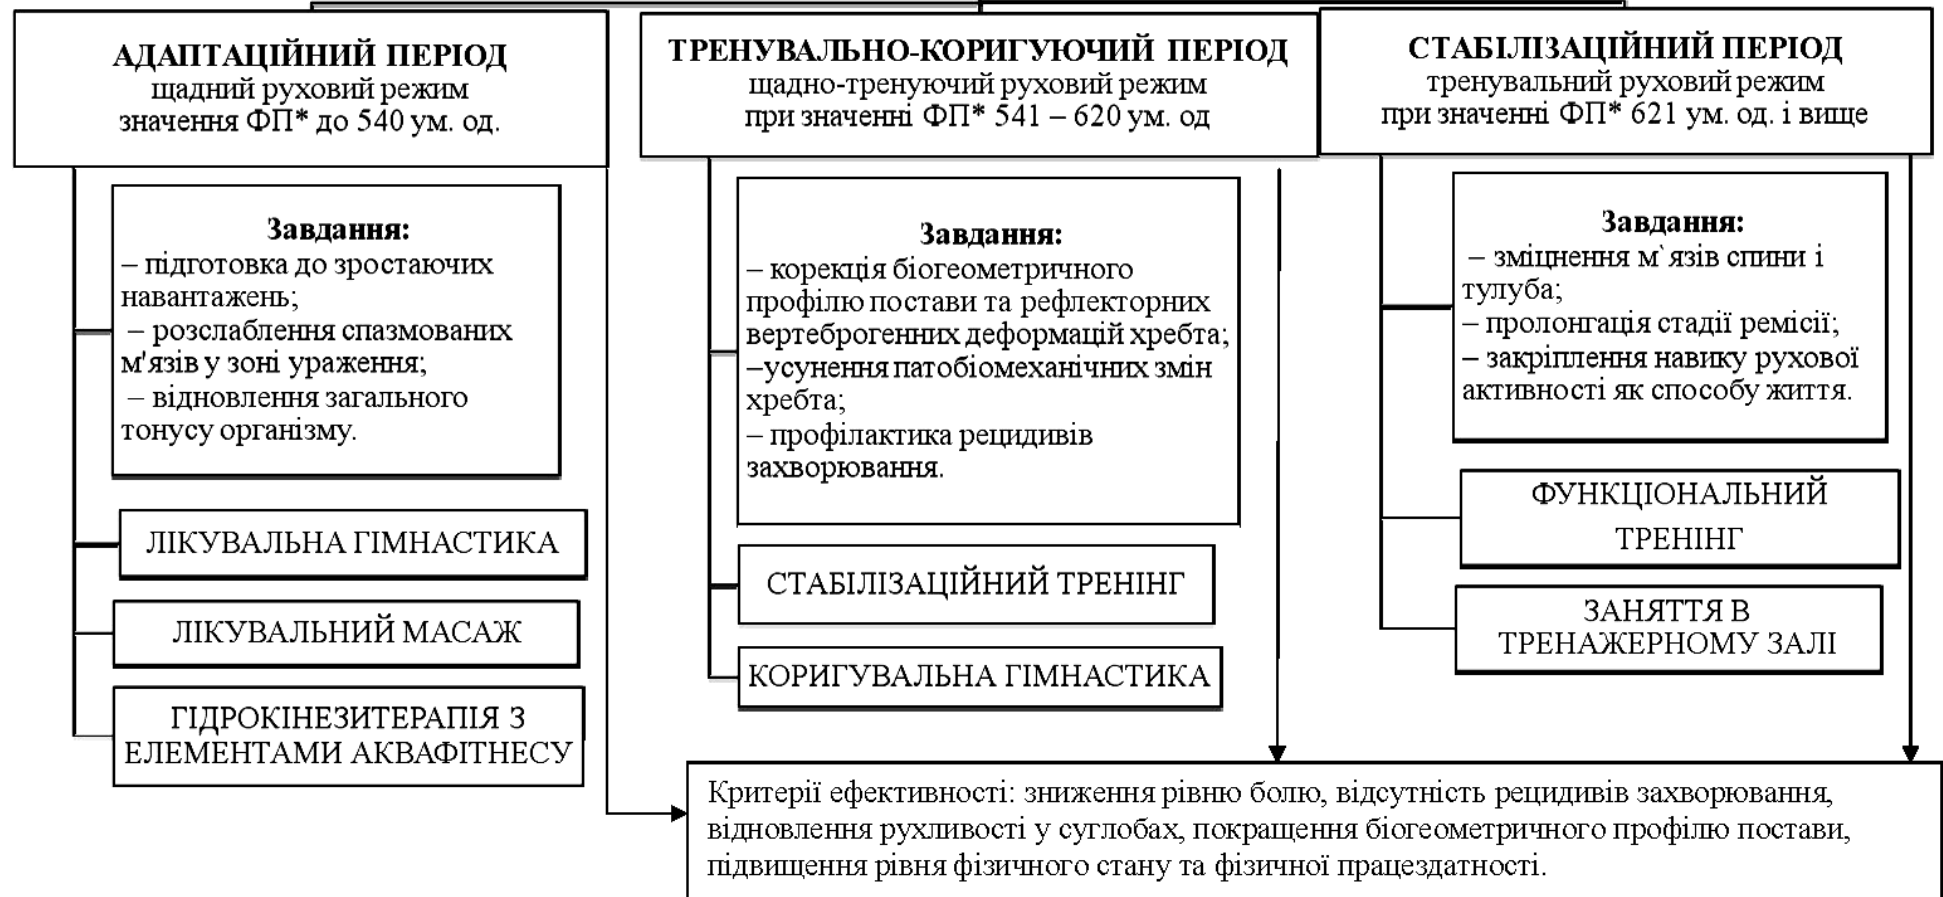 АДАПТАЦІЙНИЙ ПЕРІОД
щадний руховий режим
значення ФП* до 540 ум. од.
Завдання:
– підготовка до зростаючих
навантажень;
– розслаблення спазмованих
м'язів у зоні ураження;
– відновлення загального
тонусу організму.
ЛІКУВАЛЬНА ГІМНАСТИКА
ЛІКУВАЛЬНИЙ МАСАЖ
ГІДРОКІНЕЗИТЕРАПІЯ З
ЕЛЕМЕНТАМИ АКВАФІТНЕСУ
ТРЕНУВАЛЬНО-КОРИГУЮЧИЙ ПЕРІОД
щадно-тренуючий руховий режим
при значенні ФП* 541 – 620 ум. од
Завдання:
– корекція біогеометричного
профілю постави та рефлекторних
вертеброгенних деформацій хребта;
–усунення патобіомеханічних змін
хребта;
– профілактика рецидивів
захворювання.
СТАБІЛІЗАЦІЙНИЙ ТРЕНІНГ
КОРИГУВАЛЬНА ГІМНАСТИКА
СТАБІЛІЗАЦІЙНИЙ ПЕРІОД
тренувальний руховий режим
при значенні ФП* 621 ум. од. і вище
Завдання:
– зміцнення м`язів спини і
тулуба;
– пролонгація стадії ремісії;
– закріплення навику рухової
активності як способу життя.
ФУНКЦІОНАЛЬНИЙ
ТРЕНІНГ
ЗАНЯТТЯ В
ТРЕНАЖЕРНОМУ ЗАЛІ
Критерії ефективності: зниження рівню болю, відсутність рецидивів захворювання,
відновлення рухливості у суглобах, покращення біогеометричного профілю постави,
підвищення рівня фізичного стану та фізичної працездатності.